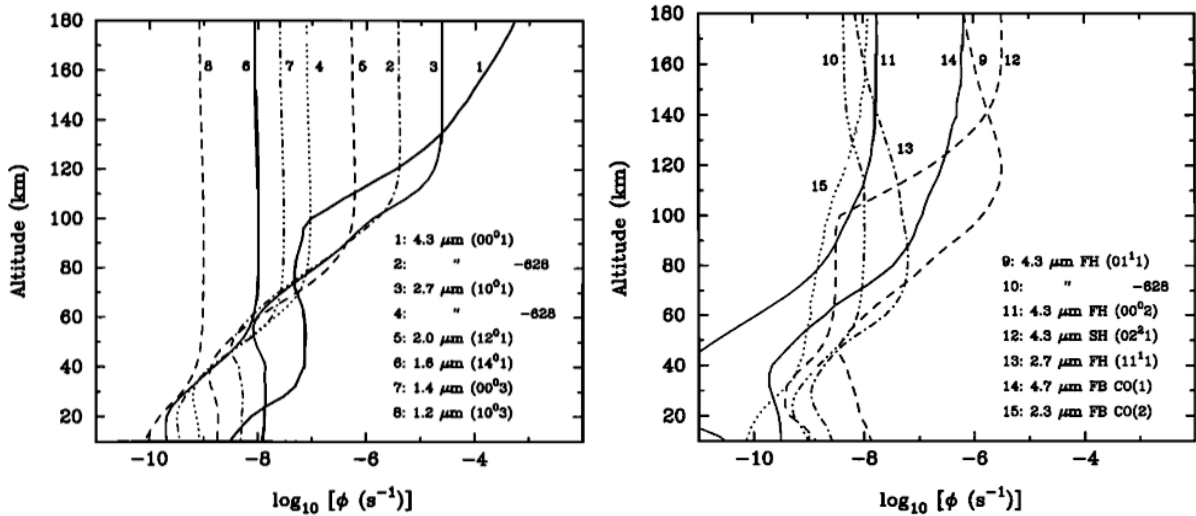 180
160
140
120
100
80
60
40
20
Altitude (km)
8 6 7 4 5 2 3 1
1: 4.3 μm (00⁰1)
2: " -628
3: 2.7 μm (10⁰1)
4: " -628
5: 2.0 μm (12⁰1)
6: 1.6 μm (14⁰1)
7: 1.4 μm (00⁰3)
8: 1.2 μm (10⁰3)
-10 -8 -6 -4
log₁₀ [φ (s⁻¹)]
180
160
140
120
100
80
60
40
20
Altitude (km)
10 11 14 9 12
13
15
9: 4.3 μm FH (01¹1)
10: " -628
11: 4.3 μm FH (00⁰2)
12: 4.3 μm SH (02²1)
13: 2.7 μm FH (11¹1)
14: 4.7 μm FB CO(1)
15: 2.3 μm FB CO(2)
-10 -8 -6 -4
log₁₀ [φ (s⁻¹)]